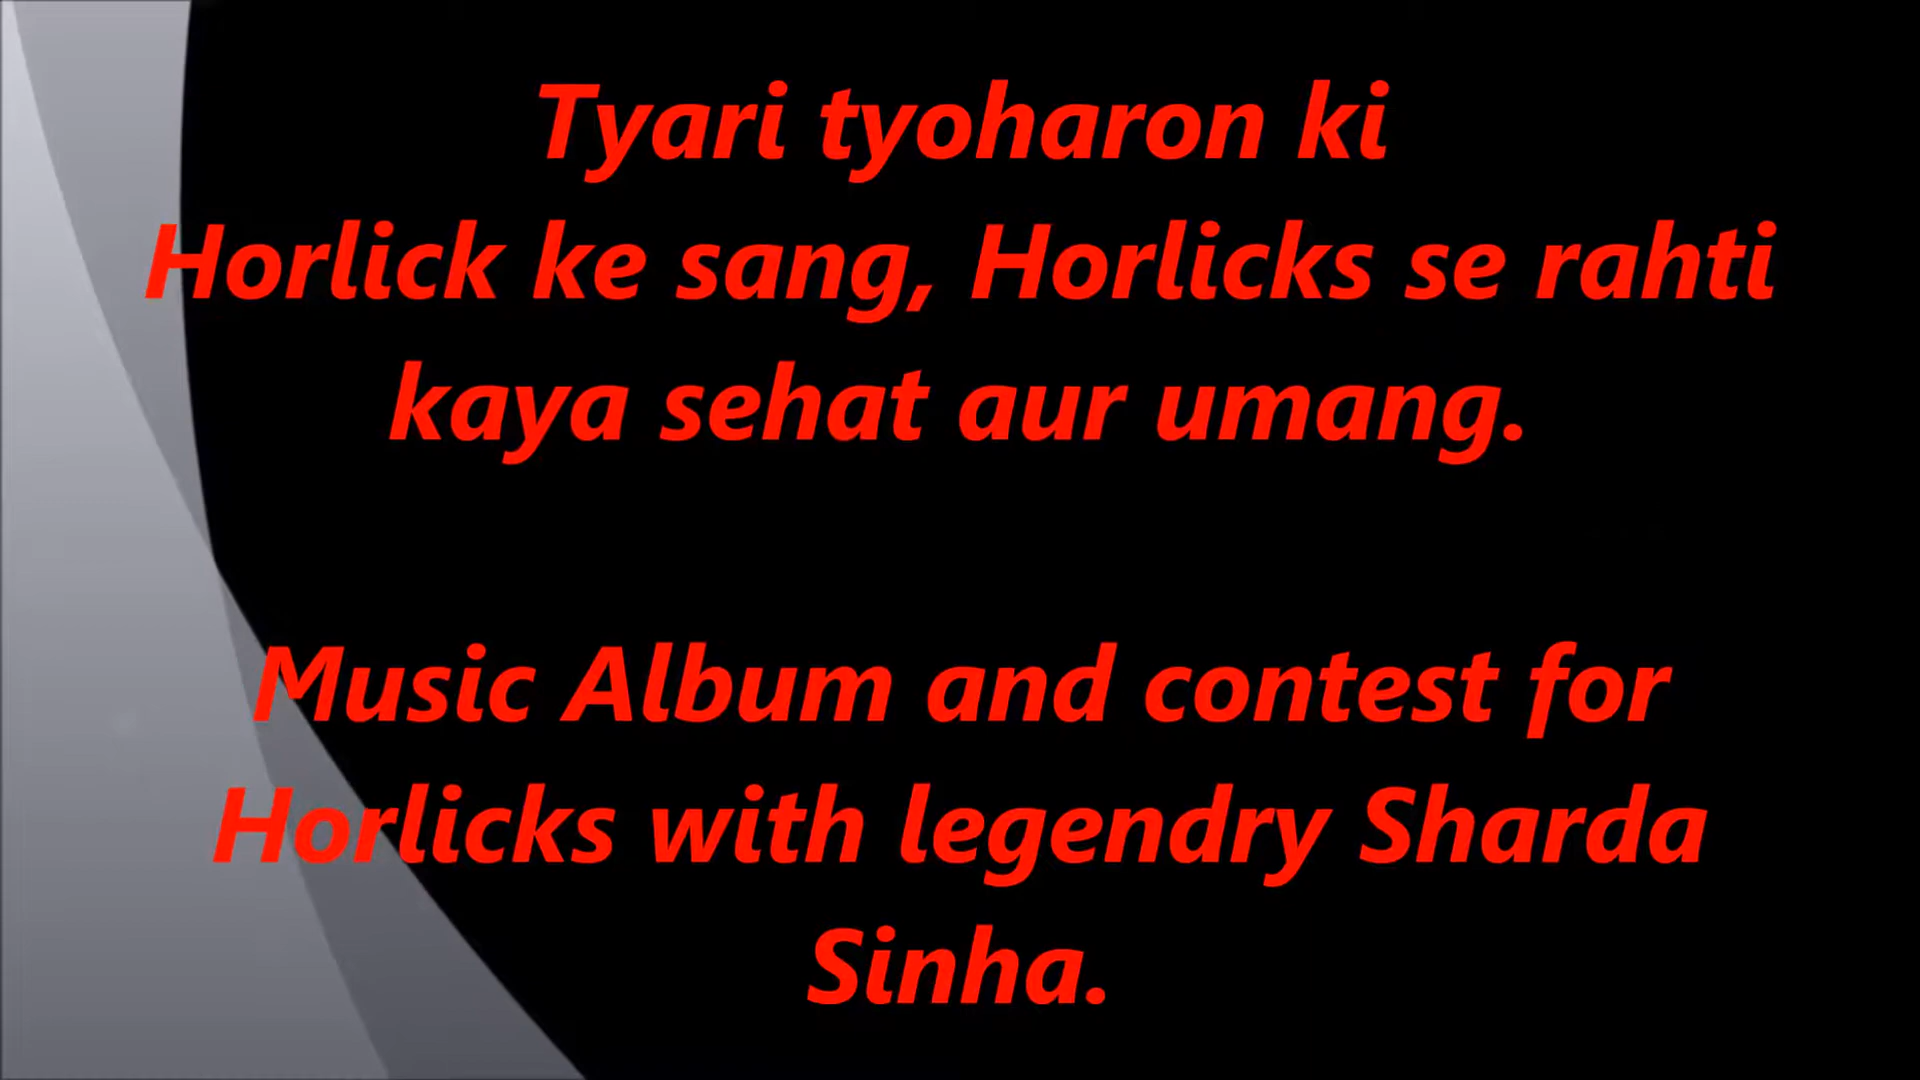 Tyari tyoharon ki
Horlick ke sang, Horlicks se rahti
kaya sehat aur umang.
Music Album and contest for
Horlicks with legendry Sharda
Sinha.